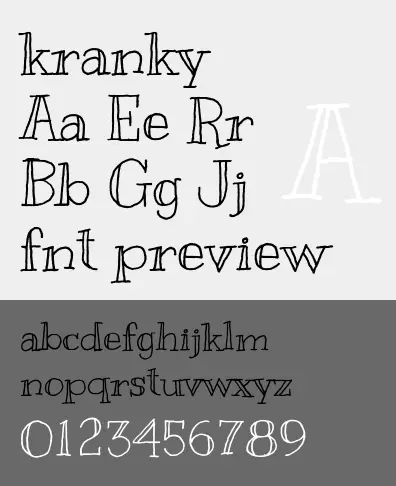 kranky
Aa Ee Rr
A
Bb Gg Jj
fnt preview
abcdefghijklm
nopqrstuvwxyz
0123456789